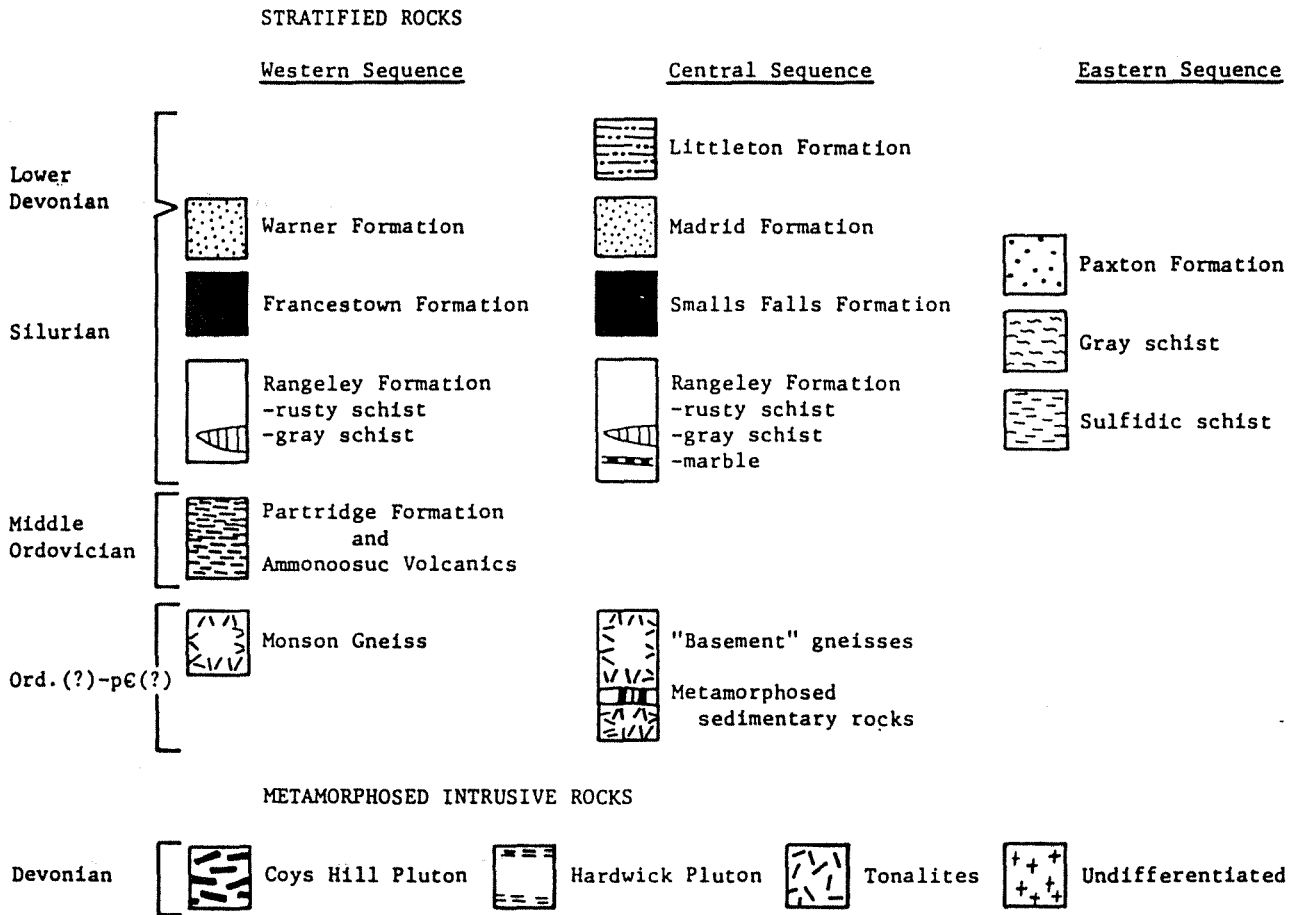 STRATIFIED ROCKS
Western Sequence
Central Sequence
Eastern Sequence
Lower
Devonian
Silurian
Warner Formation
Francestown Formation
Rangeley Formation
-rusty schist
-gray schist
Littleton Formation
Madrid Formation
Smalls Falls Formation
Rangeley Formation
-rusty schist
-gray schist
-marble
Paxton Formation
Gray schist
Sulfidic schist
Middle
Ordovician
Partridge Formation
and
Ammonoosuc Volcanics
Ord.(?)-pЄ(?)
Monson Gneiss
"Basement" gneisses
Metamorphosed
sedimentary rocks
METAMORPHOSED INTRUSIVE ROCKS
Devonian
Coys Hill Pluton
Hardwick Pluton
Tonalites
Undifferentiated